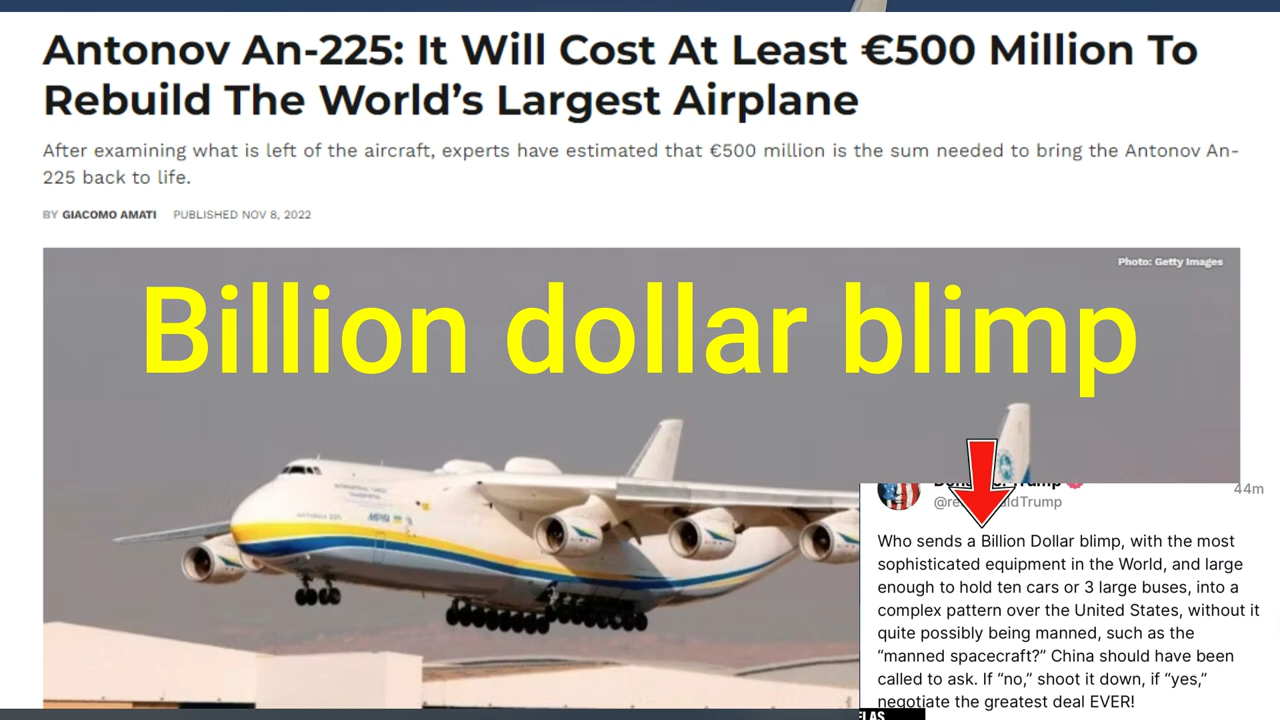 Antonov An-225: It Will Cost At Least €500 Million To
Rebuild The World’s Largest Airplane
After examining what is left of the aircraft, experts have estimated that €500 million is the sum needed to bring the Antonov An-
225 back to life.
BY GIACOMO AMATI PUBLISHED NOV 8, 2022
Photo: Getty Images
Billion dollar blimp
44m
Who sends a Billion Dollar blimp, with the most
sophisticated equipment in the World, and large
enough to hold ten cars or 3 large buses, into a
complex pattern over the United States, without it
quite possibly being manned, such as the
“manned spacecraft?” China should have been
called to ask. If “no,” shoot it down, if “yes,”
negotiate the greatest deal EVER!